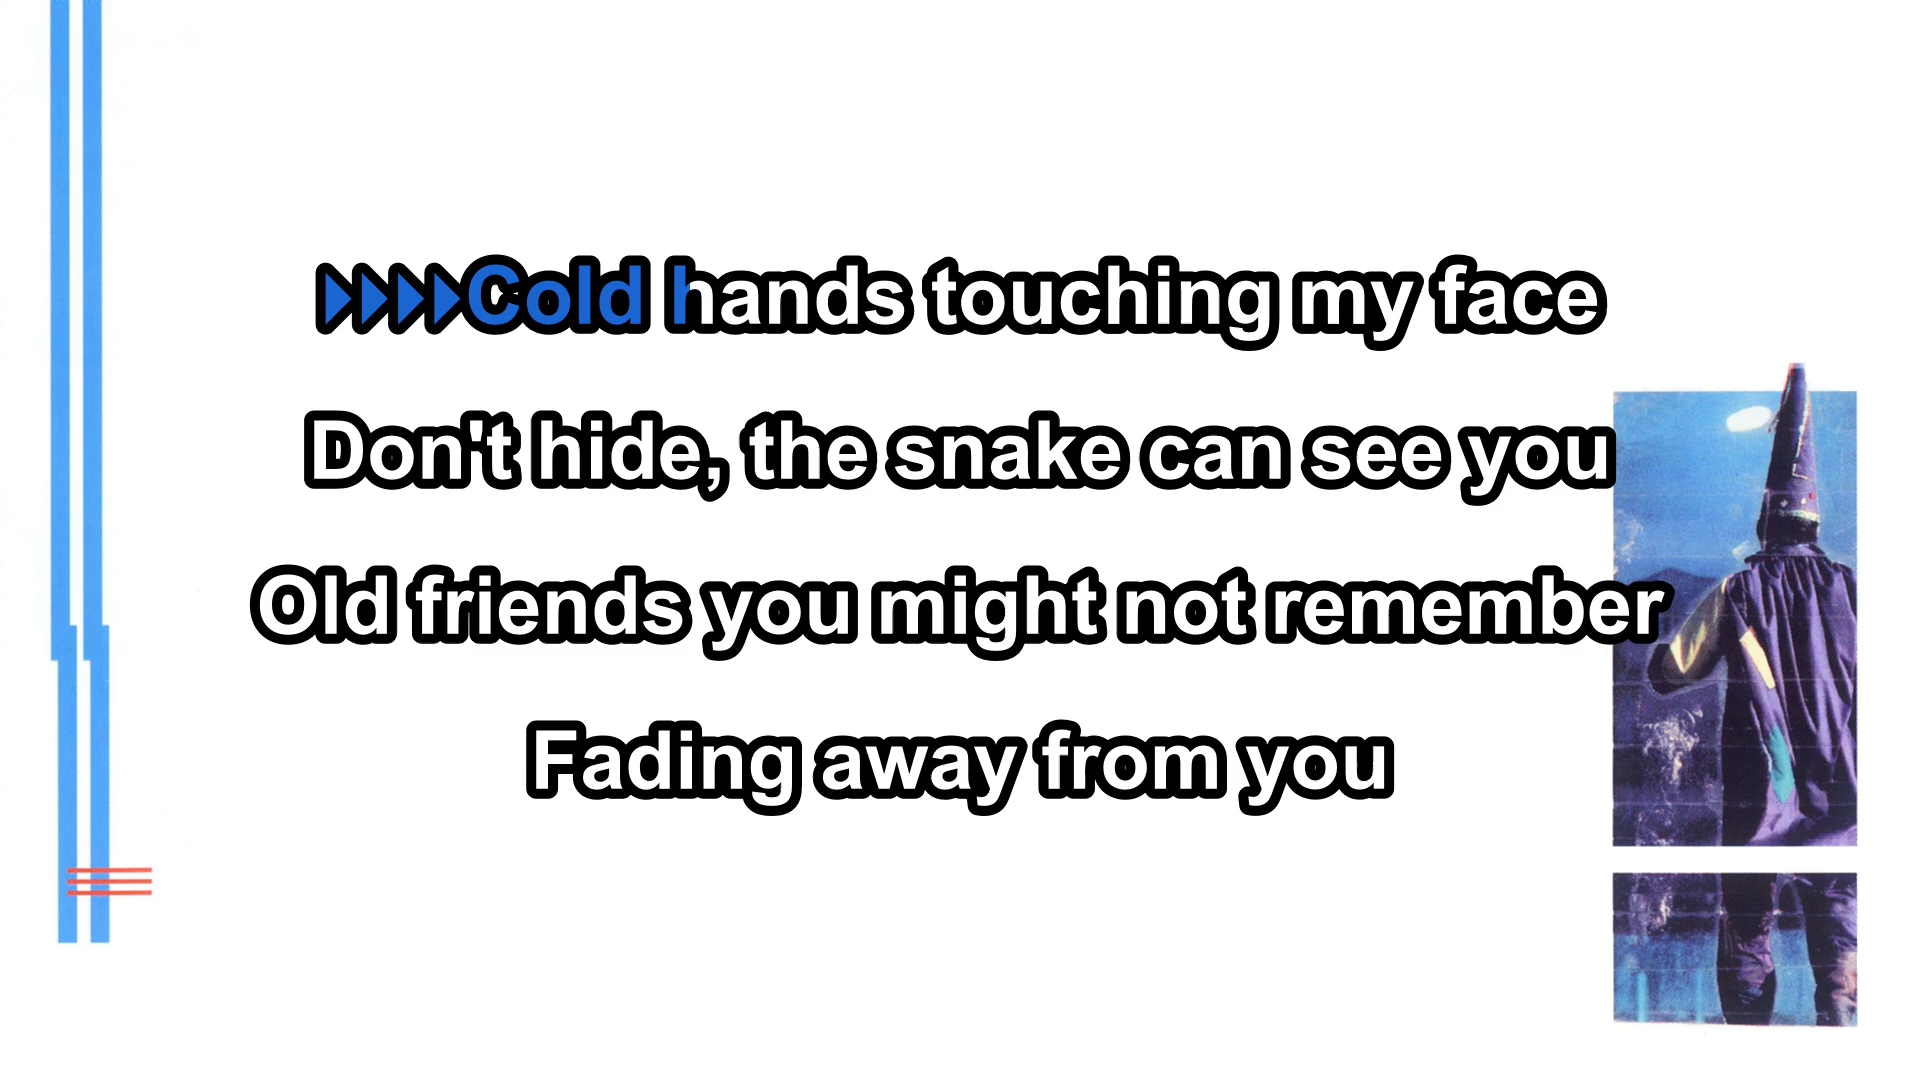 Cold hands touching my face
Don't hide, the snake can see you
Old friends you might not remember
Fading away from you